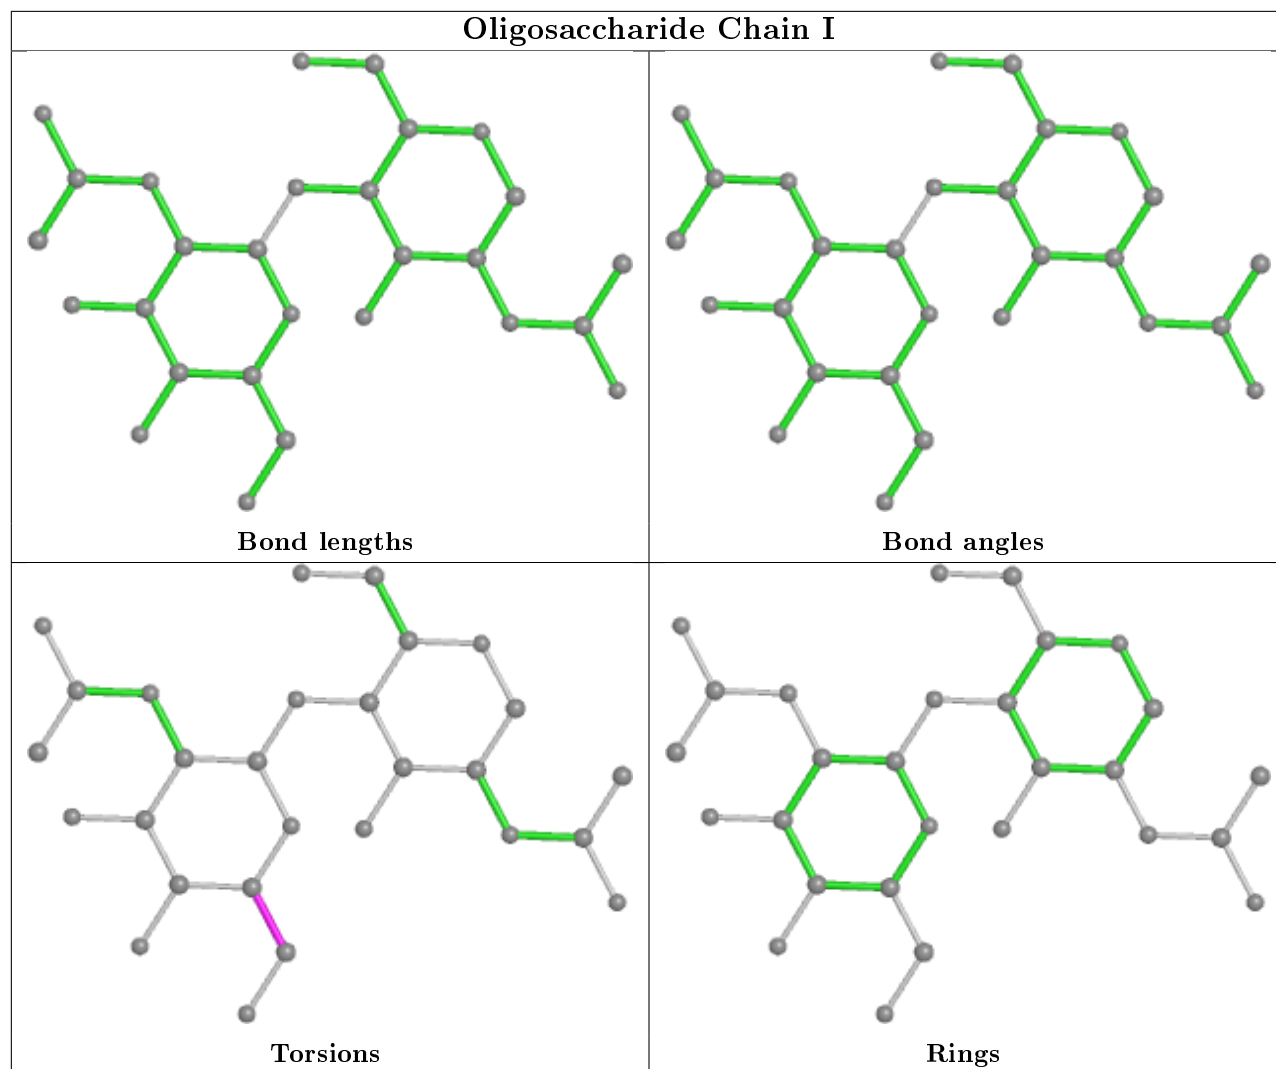 Oligosaccharide Chain I
Bond lengths
Bond angles
Torsions
Rings